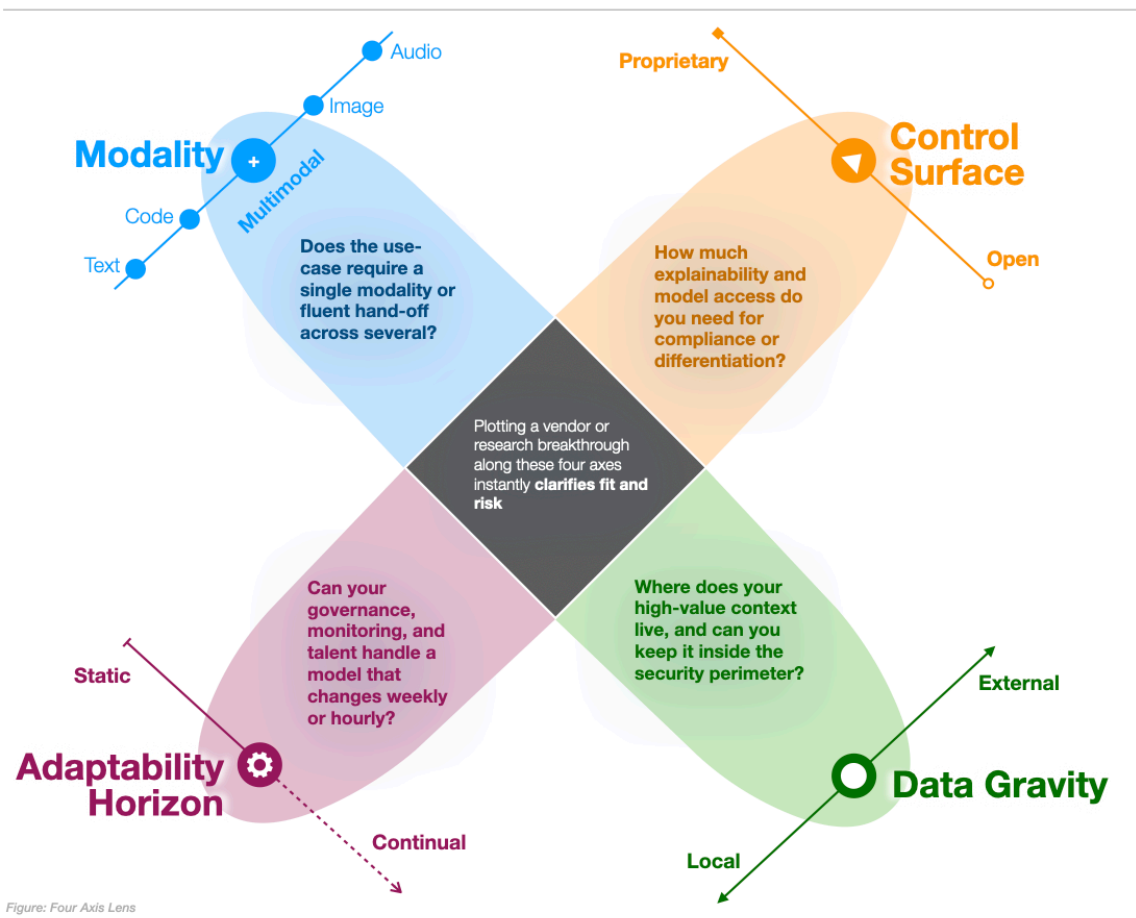 Audio
Image
Modality
Multimodal
Code
Text
Does the use-
case require a
single modality or
fluent hand-off
across several?
Proprietary
Control
Surface
Open
How much
explainability and
model access do
you need for
compliance or
differentiation?
Plotting a vendor or
research breakthrough
along these four axes
instantly clarifies fit and
risk
Can your
governance,
monitoring, and
talent handle a
model that
changes weekly
or hourly?
Static
Adaptability
Horizon
Continual
Where does your
high-value context
live, and can you
keep it inside the
security perimeter?
External
Data Gravity
Local
Figure: Four Axis Lens